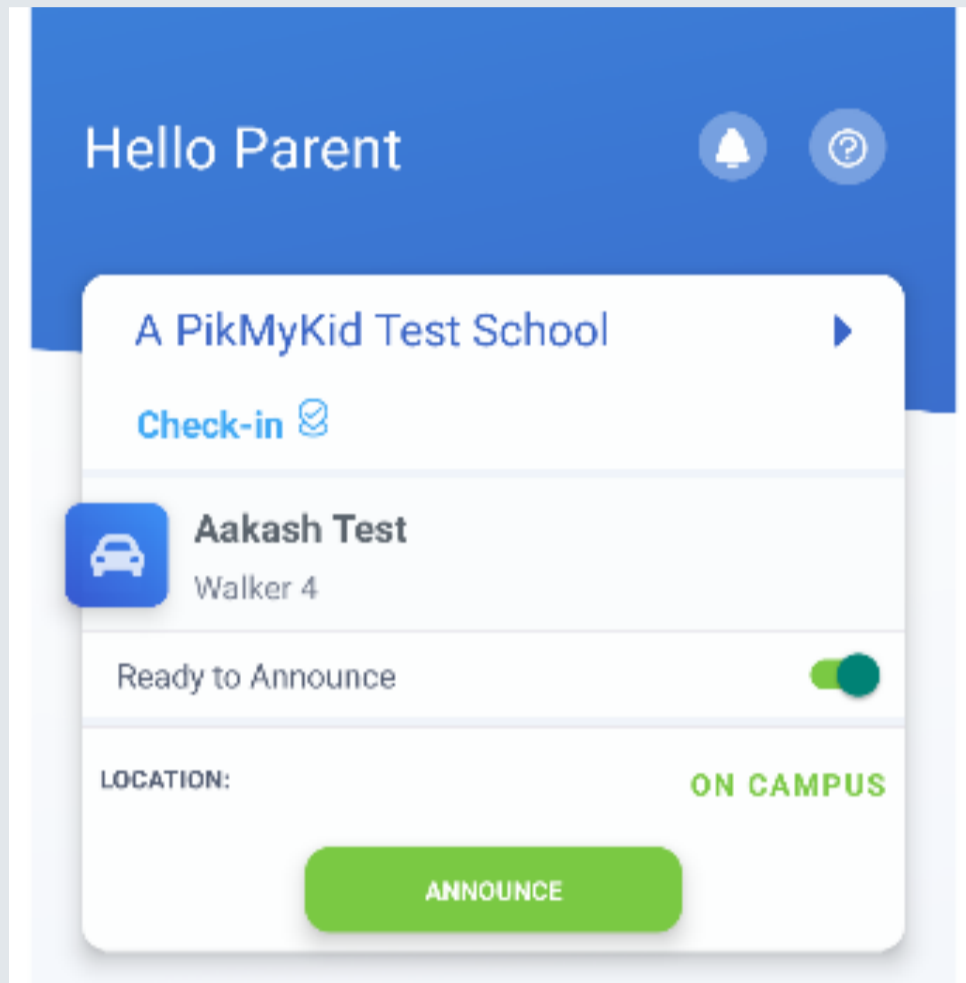 Hello Parent
A PikMyKid Test School
Check-in
Aakash Test
Walker 4
Ready to Announce
LOCATION:
ON CAMPUS
ANNOUNCE